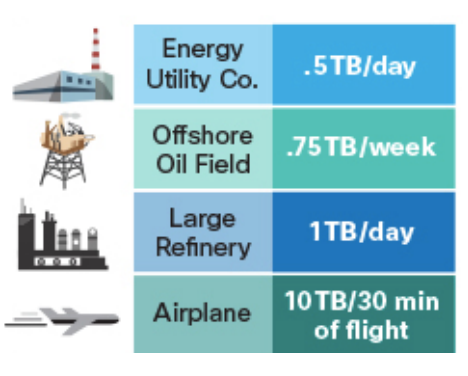 Energy
Utility Co.
.5TB/day
Offshore
Oil Field
.75TB/week
Large
Refinery
1TB/day
Airplane
10TB/30 min
of flight